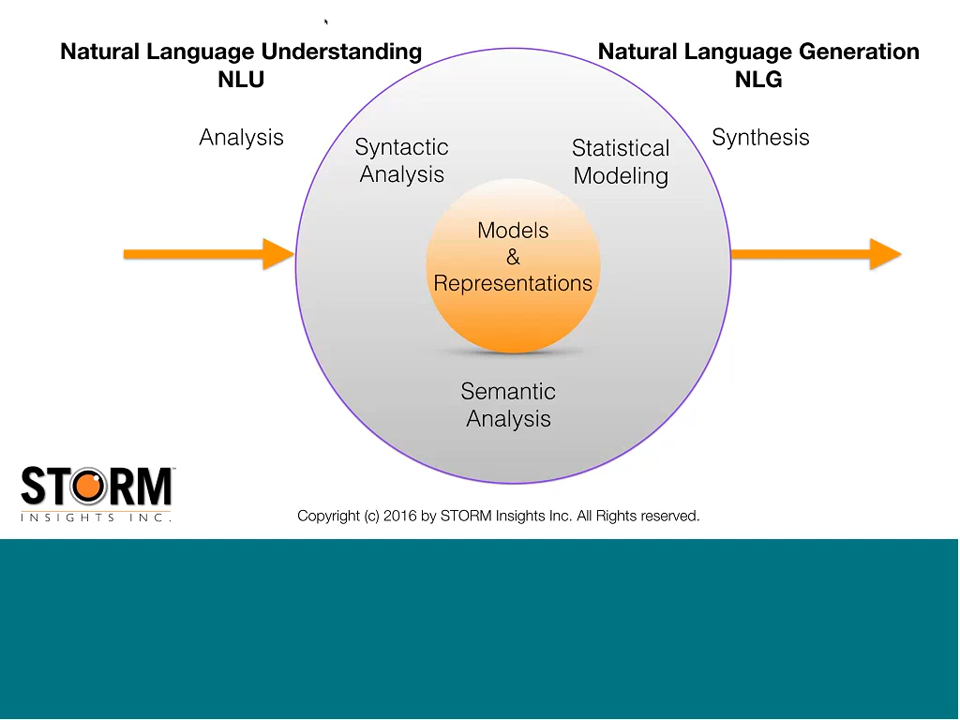 Natural Language Understanding
NLU
Natural Language Generation
NLG
Analysis
Syntactic
Analysis
Statistical
Modeling
Synthesis
Models
&
Representations
Semantic
Analysis
STORM™
INSIGHTS INC.
Copyright (c) 2016 by STORM Insights Inc. All Rights reserved.